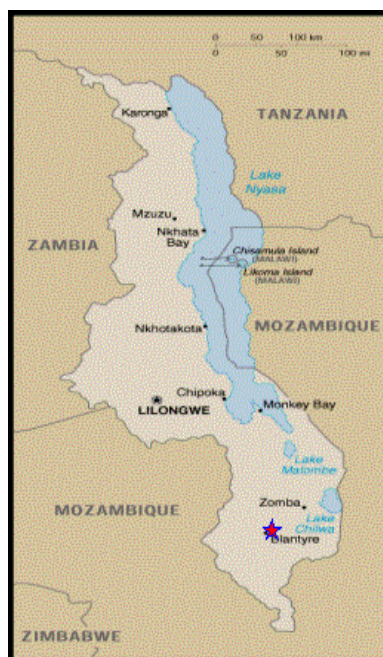 0 50 100 km
0 50 100 mi
Karonga
TANZANIA
Lake
Nyasa
Mzuzu
Nkhata
Bay
ZAMBIA
Chisamula Island
(MALAWI)
Likoma Island
(MALAWI)
Nkhotakota
MOZAMBIQUE
Chipoka
LILONGWE
Monkey Bay
Lake
Malombe
MOZAMBIQUE
Zomba
Lake
Chilwa
Blantyre
ZIMBABWE